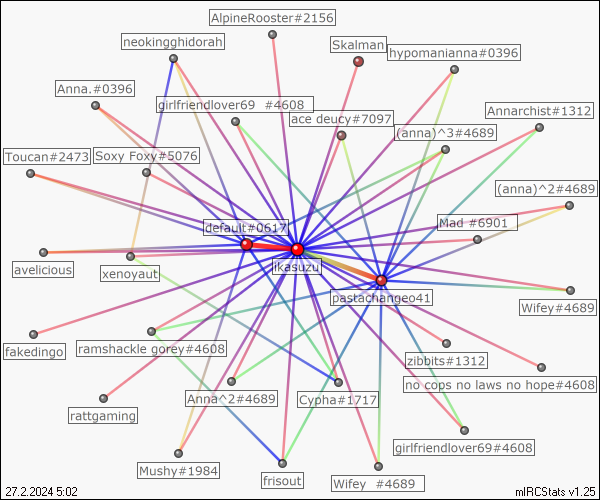 AlpineRooster#2156
neokingghidorah
Skalman
hypomanianna#0396
Anna.#0396
girlfriendlover69 #4608
ace deucy#7097
Annarchist#1312
(anna)^3#4689
Toucan#2473
Soxy Foxy#5076
(anna)^2#4689
default#0617
Mad #6901
avelicious
xenoyaut
jikasuzu
pastachangeo41
Wifey#4689
fakedingo
ramshackle gorey#4608
zibbits#1312
no cops no laws no hope#4608
rattgaming
Anna^2#4689
Cypha#1717
girlfriendlover69#4608
Mushy#1984
frisout
Wifey #4689
27.2.2024 5:02
mIRCStats v1.25